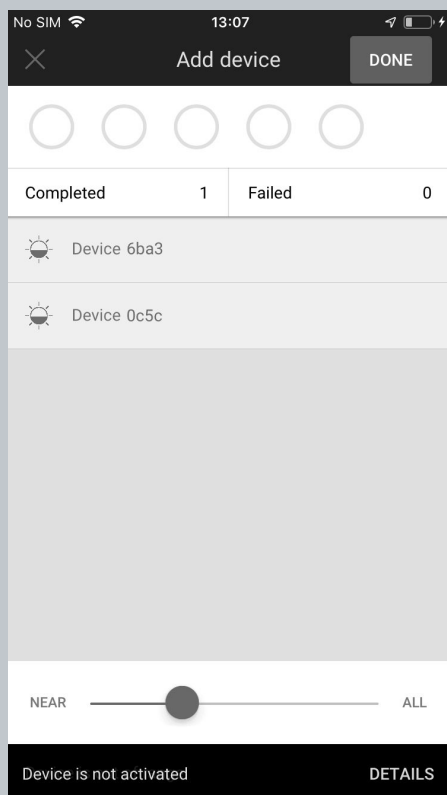 No SIM 13:07
Add device DONE
Completed 1 Failed 0
Device 6ba3
Device 0c5c
NEAR ALL
Device is not activated DETAILS